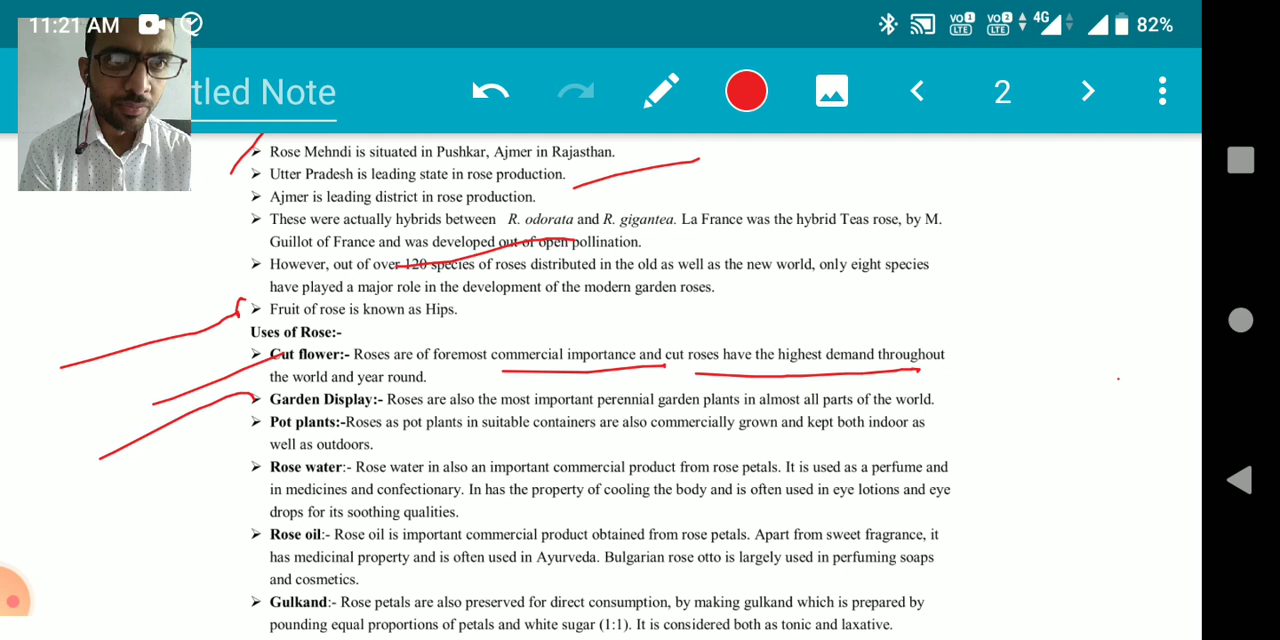 11:21 AM
VO 1 LTE VO 2 LTE 4G 82%
tled Note
2
➢ Rose Mehndi is situated in Pushkar, Ajmer in Rajasthan.
➢ Utter Pradesh is leading state in rose production.
➢ Ajmer is leading district in rose production.
➢ These were actually hybrids between R. odorata and R. gigantea. La France was the hybrid Teas rose, by M.
Guillot of France and was developed out of open pollination.
➢ However, out of over 120 species of roses distributed in the old as well as the new world, only eight species
have played a major role in the development of the modern garden roses.
➢ Fruit of rose is known as Hips.
Uses of Rose:-
➢ Cut flower:- Roses are of foremost commercial importance and cut roses have the highest demand throughout
the world and year round.
➢ Garden Display:- Roses are also the most important perennial garden plants in almost all parts of the world.
➢ Pot plants:-Roses as pot plants in suitable containers are also commercially grown and kept both indoor as
well as outdoors.
➢ Rose water:- Rose water in also an important commercial product from rose petals. It is used as a perfume and
in medicines and confectionary. In has the property of cooling the body and is often used in eye lotions and eye
drops for its soothing qualities.
➢ Rose oil:- Rose oil is important commercial product obtained from rose petals. Apart from sweet fragrance, it
has medicinal property and is often used in Ayurveda. Bulgarian rose otto is largely used in perfuming soaps
and cosmetics.
➢ Gulkand:- Rose petals are also preserved for direct consumption, by making gulkand which is prepared by
pounding equal proportions of petals and white sugar (1:1). It is considered both as tonic and laxative.